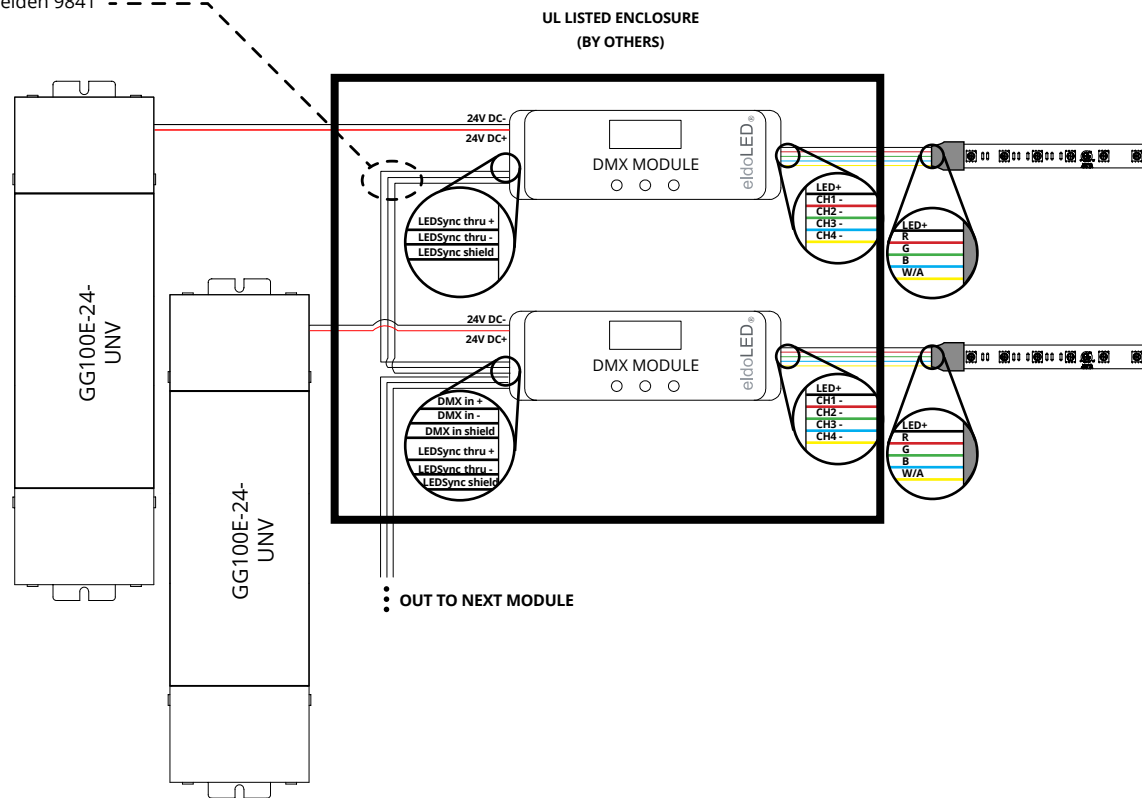 elden 9841
UL LISTED ENCLOSURE
(BY OTHERS)
24V DC-
24V DC+
DMX MODULE
eldoLED®
LEDSync thru +
LEDSync thru -
LEDSync shield
LED+
CH1 -
CH2 -
CH3 -
CH4 -
LED+
R
G
B
W/A
GG100E-24-
UNV
24V DC-
24V DC+
DMX MODULE
eldoLED®
DMX in +
DMX in -
DMX in shield
LEDSync thru +
LEDSync thru -
LEDSync shield
LED+
CH1 -
CH2 -
CH3 -
CH4 -
LED+
R
G
B
W/A
GG100E-24-
UNV
OUT TO NEXT MODULE